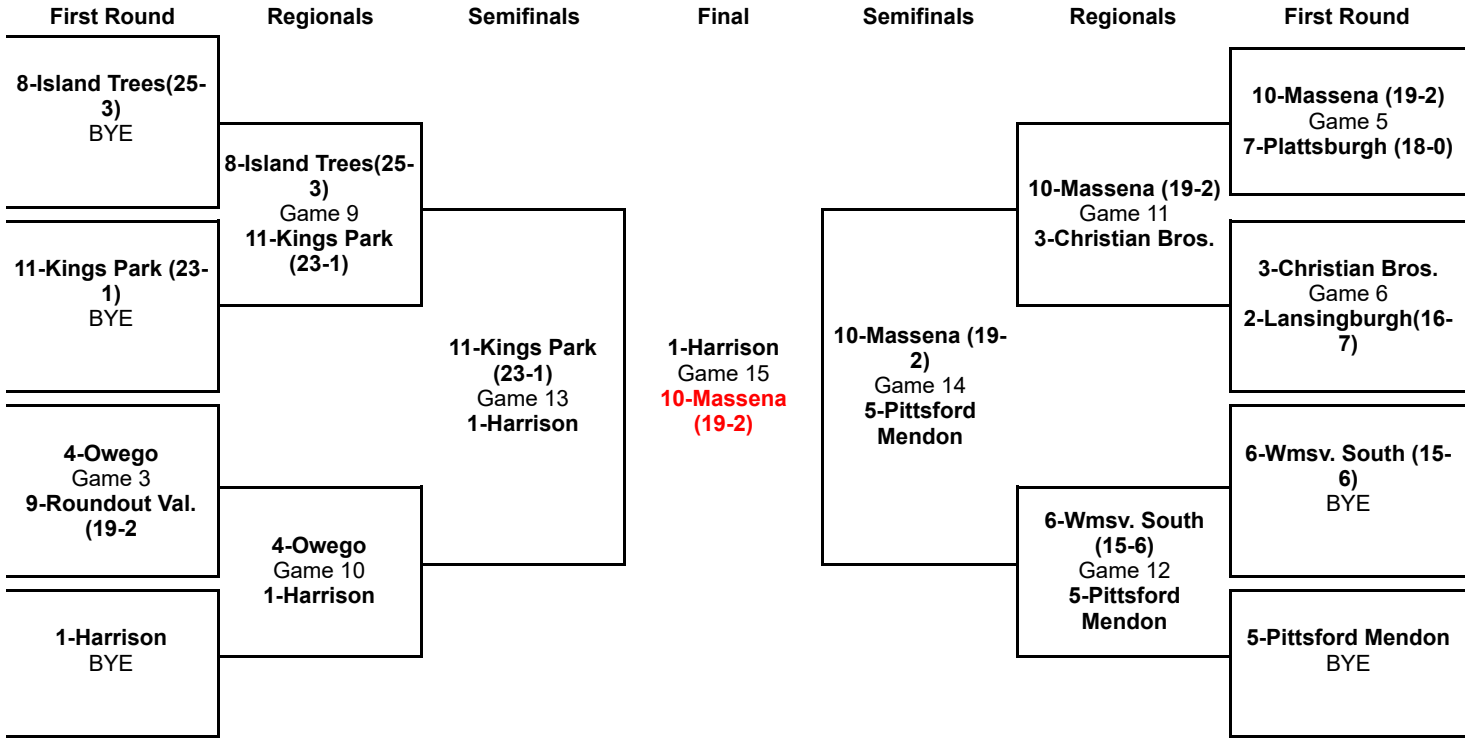 First Round
Regionals
Semifinals
Final
Semifinals
Regionals
First Round
8-Island Trees(25-
3)
BYE
11-Kings Park (23-
1)
BYE
4-Owego
Game 3
9-Roundout Val.
(19-2
1-Harrison
BYE
8-Island Trees(25-
3)
Game 9
11-Kings Park
(23-1)
4-Owego
Game 10
1-Harrison
11-Kings Park
(23-1)
Game 13
1-Harrison
1-Harrison
Game 15
10-Massena
(19-2)
10-Massena (19-
2)
Game 14
5-Pittsford
Mendon
10-Massena (19-2)
Game 11
3-Christian Bros.
6-Wmsv. South
(15-6)
Game 12
5-Pittsford
Mendon
10-Massena (19-2)
Game 5
7-Plattsburgh (18-0)
3-Christian Bros.
Game 6
2-Lansingburgh(16-
7)
6-Wmsv. South (15-
6)
BYE
5-Pittsford Mendon
BYE